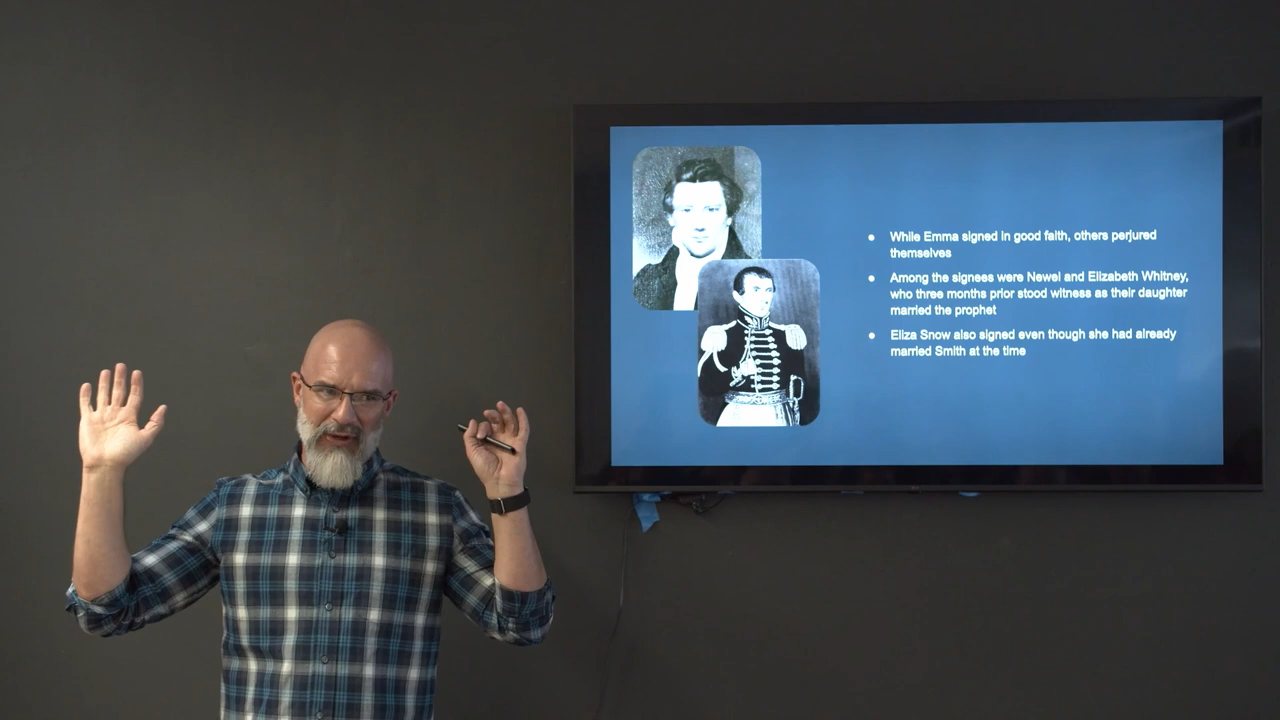 While Emma signed in good faith, others perjured
themselves
Among the signees were Newel and Elizabeth Whitney,
who three months prior stood witness as their daughter
married the prophet
Eliza Snow also signed even though she had already
married Smith at the time